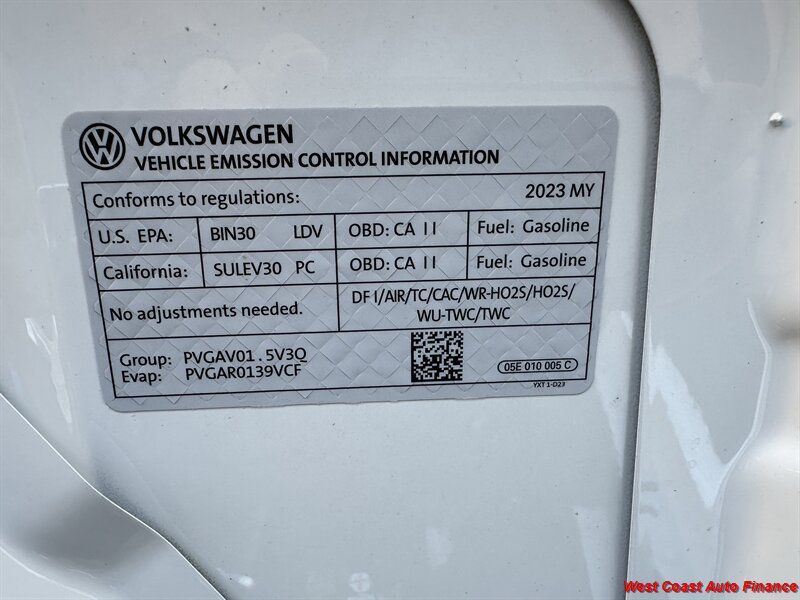 VOLKSWAGEN
VEHICLE EMISSION CONTROL INFORMATION
Conforms to regulations: 2023 MY
U.S. EPA: BIN30 LDV OBD: CA II Fuel: Gasoline
California: SULEV30 PC OBD: CA II Fuel: Gasoline
No adjustments needed.
DFI/AIR/TC/CAC/WR-HO2S/HO2S/
WU-TWC/TWC
Group: PVGAV01.5V3Q
Evap: PVGAR0139VCF
05E 010 005 C
YXT 1-D23
West Coast Auto Finance